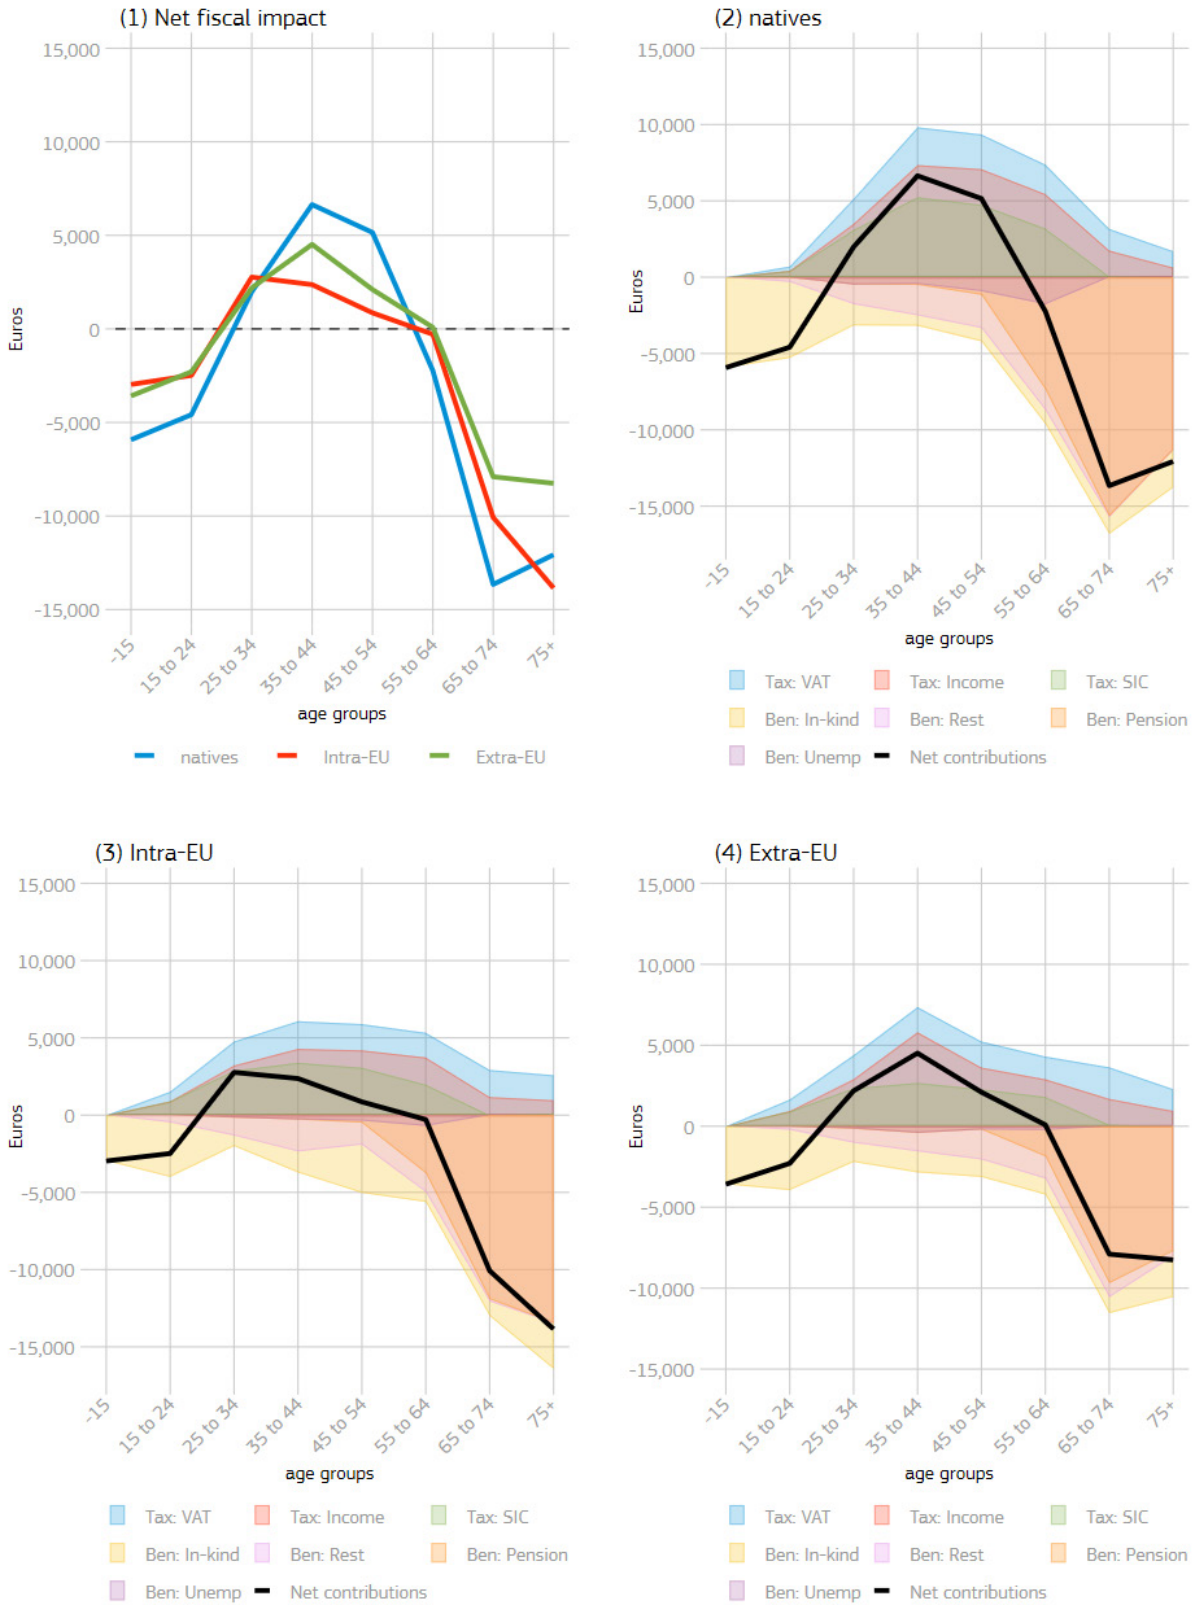 (1) Net fiscal impact
15,000
10,000
5,000
0
-5,000
-10,000
-15,000
Euros
-15
15 to 24
25 to 34
35 to 44
45 to 54
55 to 64
65 to 74
75+
age groups
natives Intra-EU Extra-EU
(2) natives
15,000
10,000
5,000
0
-5,000
-10,000
-15,000
Euros
-15
15 to 24
25 to 34
35 to 44
45 to 54
55 to 64
65 to 74
75+
age groups
Tax: VAT Tax: Income Tax: SIC
Ben: In-kind Ben: Rest Ben: Pension
Ben: Unemp Net contributions
(3) Intra-EU
15,000
10,000
5,000
0
-5,000
-10,000
-15,000
Euros
-15
15 to 24
25 to 34
35 to 44
45 to 54
55 to 64
65 to 74
75+
age groups
Tax: VAT Tax: Income Tax: SIC
Ben: In-kind Ben: Rest Ben: Pension
Ben: Unemp Net contributions
(4) Extra-EU
15,000
10,000
5,000
0
-5,000
-10,000
-15,000
Euros
-15
15 to 24
25 to 34
35 to 44
45 to 54
55 to 64
65 to 74
75+
age groups
Tax: VAT Tax: Income Tax: SIC
Ben: In-kind Ben: Rest Ben: Pension
Ben: Unemp Net contributions